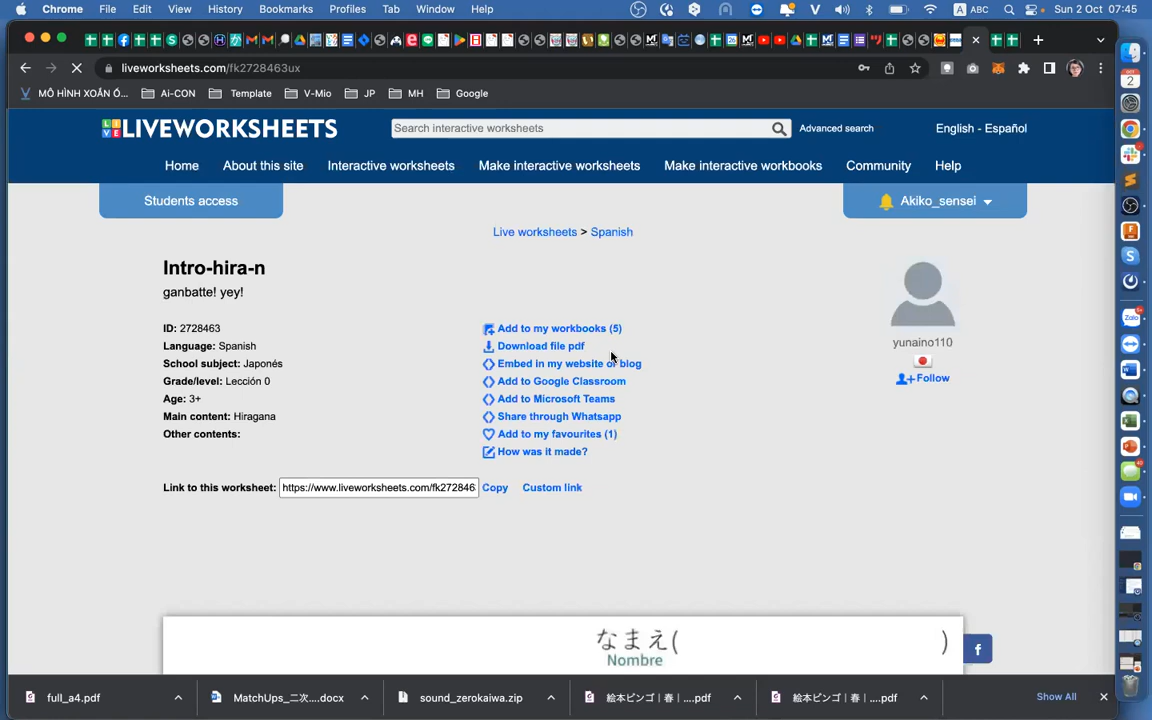 Chrome File Edit View History Bookmarks Profiles Tab Window Help
ABC Sun 2 Oct 07:45
liveworksheets.com/fk2728463ux
MÔ HÌNH XOẮN Ố... Ai-CON Template V-Mio JP MH Google
LIVEWORKSHEETS
Search interactive worksheets Advanced search English - Español
Home About this site Interactive worksheets Make interactive worksheets Make interactive workbooks Community Help
Students access Akiko_sensei
Live worksheets > Spanish
Intro-hira-n
ganbatte! yey!
ID: 2728463
Language: Spanish
School subject: Japonés
Grade/level: Lección 0
Age: 3+
Main content: Hiragana
Other contents:
Add to my workbooks (5)
Download file pdf
Embed in my website or blog
Add to Google Classroom
Add to Microsoft Teams
Share through Whatsapp
Add to my favourites (1)
How was it made?
yunaino110
Follow
Link to this worksheet: https://www.liveworksheets.com/fk272846 Copy Custom link
なまえ( )
Nombre
full_a4.pdf MatchUps_二次....docx sound_zerokaiwa.zip 絵本ビンゴ｜春｜....pdf 絵本ビンゴ｜春｜....pdf Show All